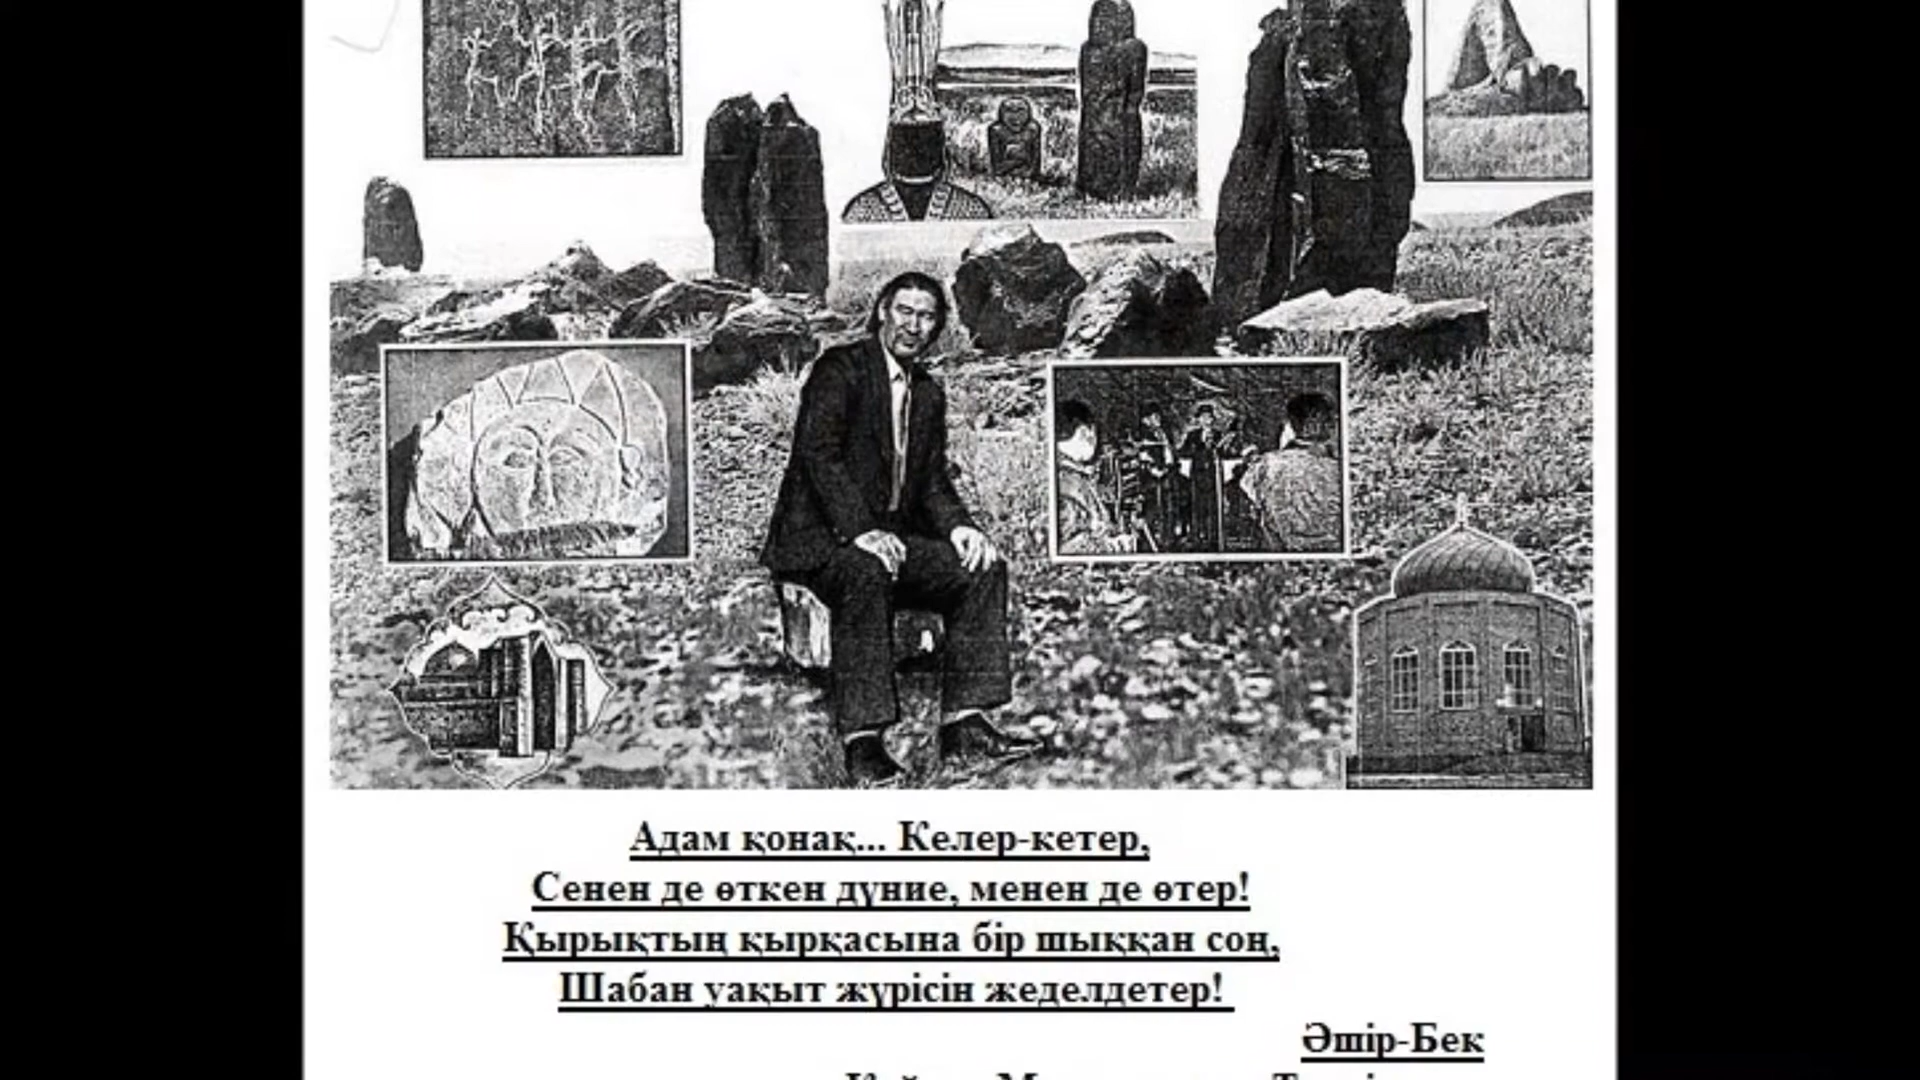 Адам қонақ... Келер-кетер,
Сенен де өткен дүние, менен де өтер!
Қырықтың қырқасына бір шыққан соң,
Шабан уақыт жүрісін жеделдетер!
Әшір-Бек